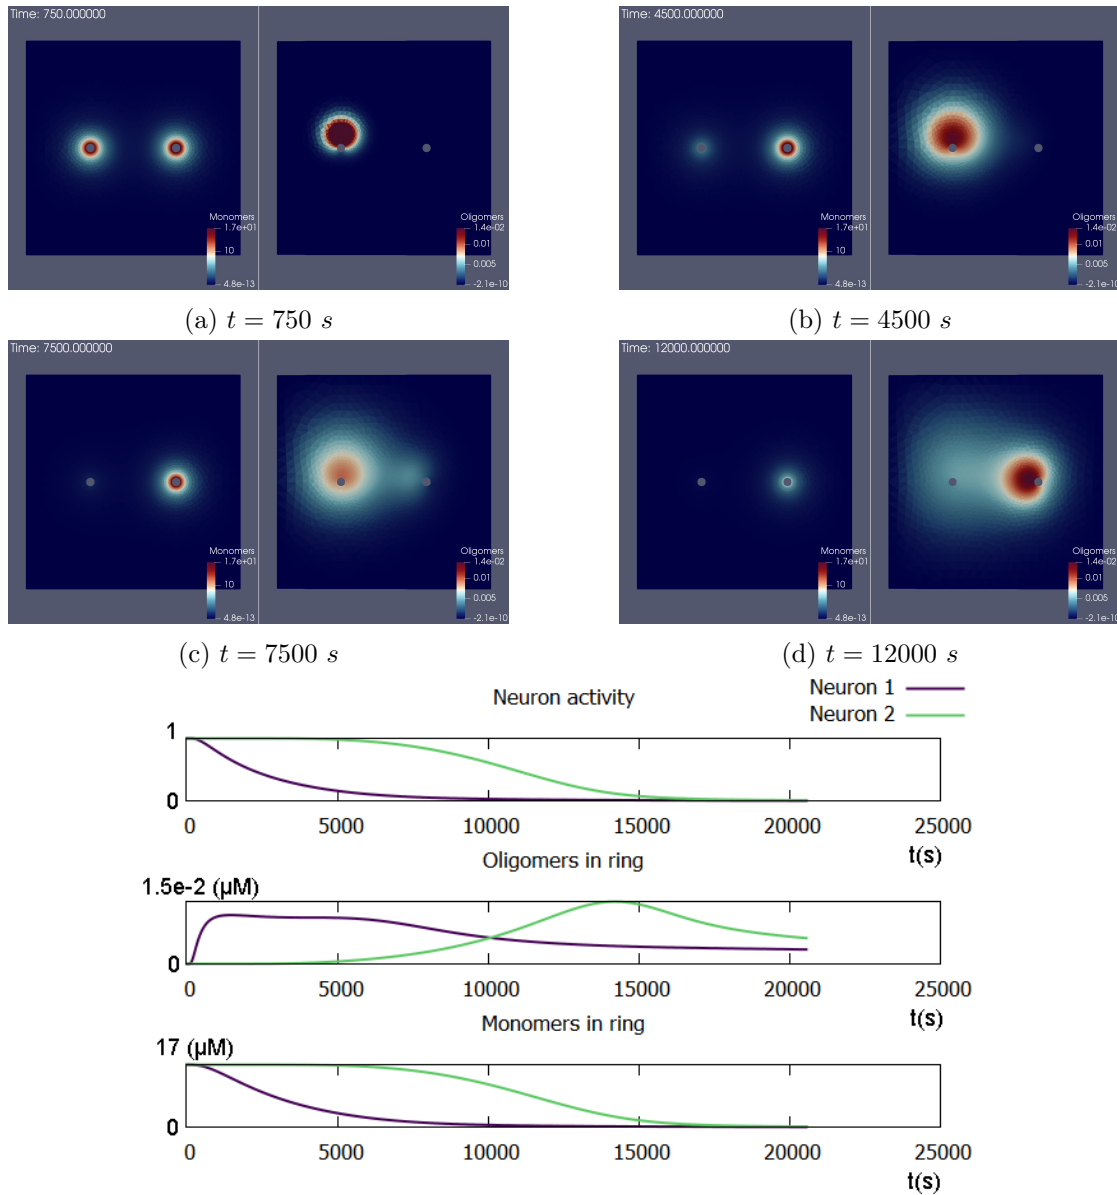 Time: 750.000000
Monomers
1.7e+01
10
4.8e-13
Oligomers
1.4e-02
0.01
0.005
-2.1e-10
(a) t = 750 s
Time: 4500.000000
Monomers
1.7e+01
10
4.8e-13
Oligomers
1.4e-02
0.01
0.005
-2.1e-10
(b) t = 4500 s
Time: 7500.000000
Monomers
1.7e+01
10
4.8e-13
Oligomers
1.4e-02
0.01
0.005
-2.1e-10
(c) t = 7500 s
Time: 12000.000000
Monomers
1.7e+01
10
4.8e-13
Oligomers
1.4e-02
0.01
0.005
-2.1e-10
(d) t = 12000 s
Neuron activity
Neuron 1
Neuron 2
1
0
0 5000 10000 15000 20000 25000
t(s)
Oligomers in ring
1.5e-2 (μM)
0
0 5000 10000 15000 20000 25000
t(s)
Monomers in ring
17 (μM)
0
0 5000 10000 15000 20000 25000
t(s)